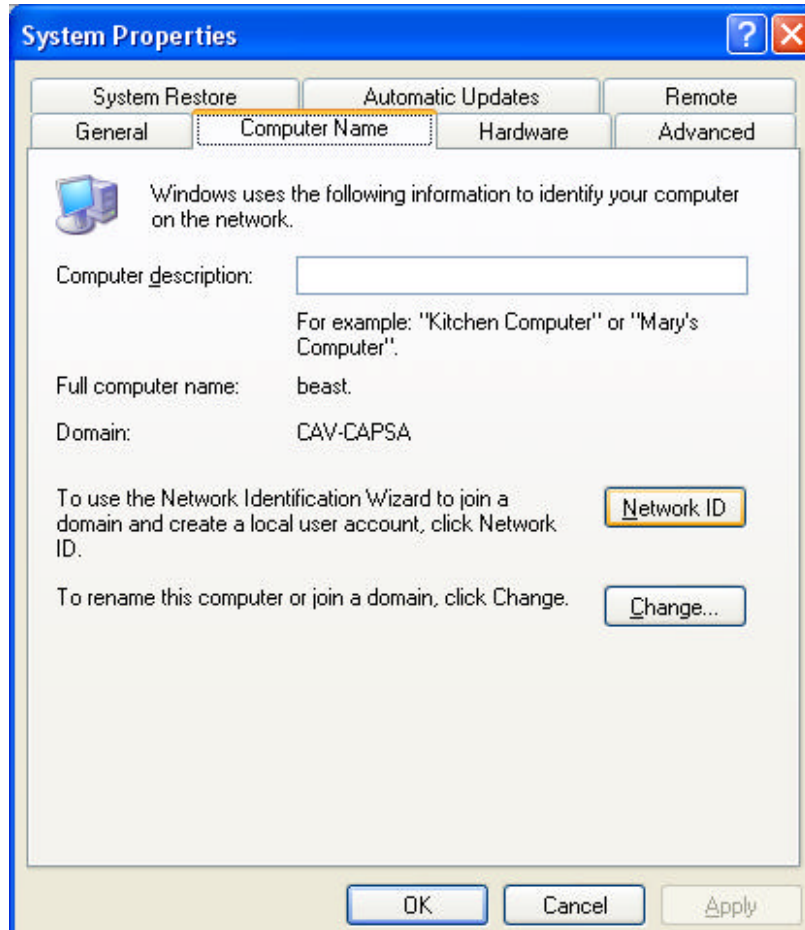 System Properties
System Restore
Automatic Updates
Remote
General
Computer Name
Hardware
Advanced
Windows uses the following information to identify your computer
on the network.
Computer description:
For example: "Kitchen Computer" or "Mary's
Computer".
Full computer name:
beast.
Domain:
CAV-CAPSA
To use the Network Identification Wizard to join a
domain and create a local user account, click Network
ID.
Network ID
To rename this computer or join a domain, click Change.
Change...
OK
Cancel
Apply